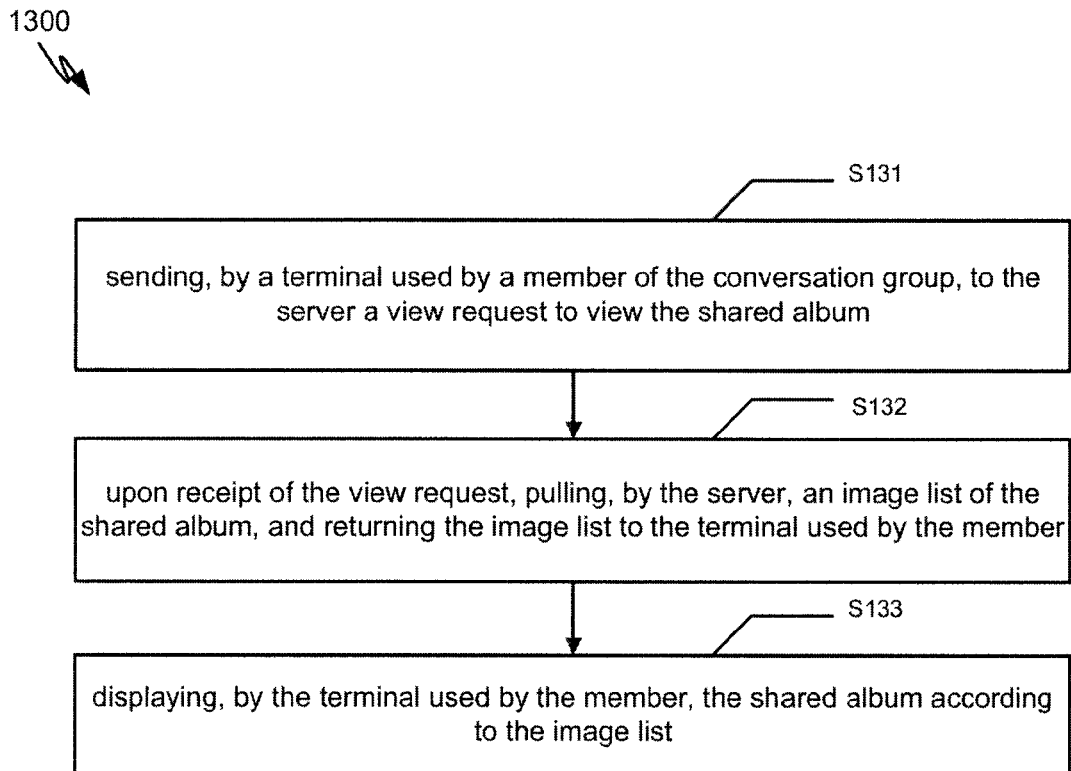 1300
S131
sending, by a terminal used by a member of the conversation group, to the
server a view request to view the shared album
S132
upon receipt of the view request, pulling, by the server, an image list of the
shared album, and returning the image list to the terminal used by the member
S133
displaying, by the terminal used by the member, the shared album according
to the image list